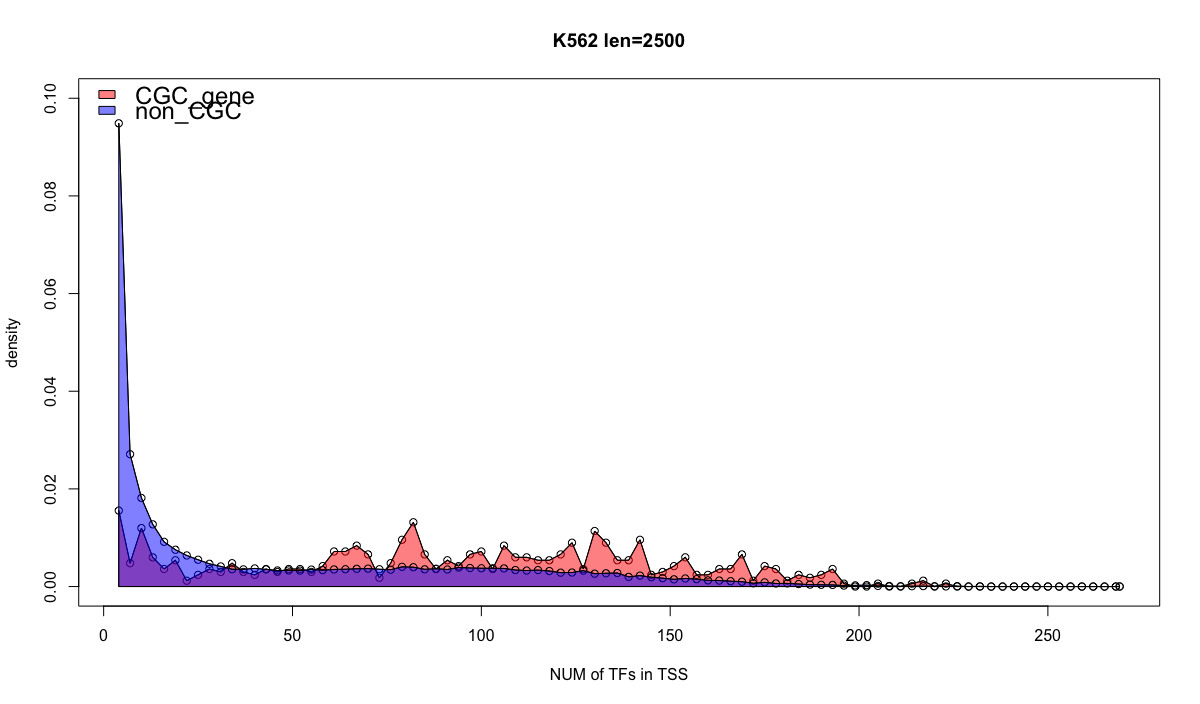 K562 len=2500
CGC_gene
non_CGC
density
0.10
0.08
0.06
0.04
0.02
0.00
0 50 100 150 200 250
NUM of TFs in TSS